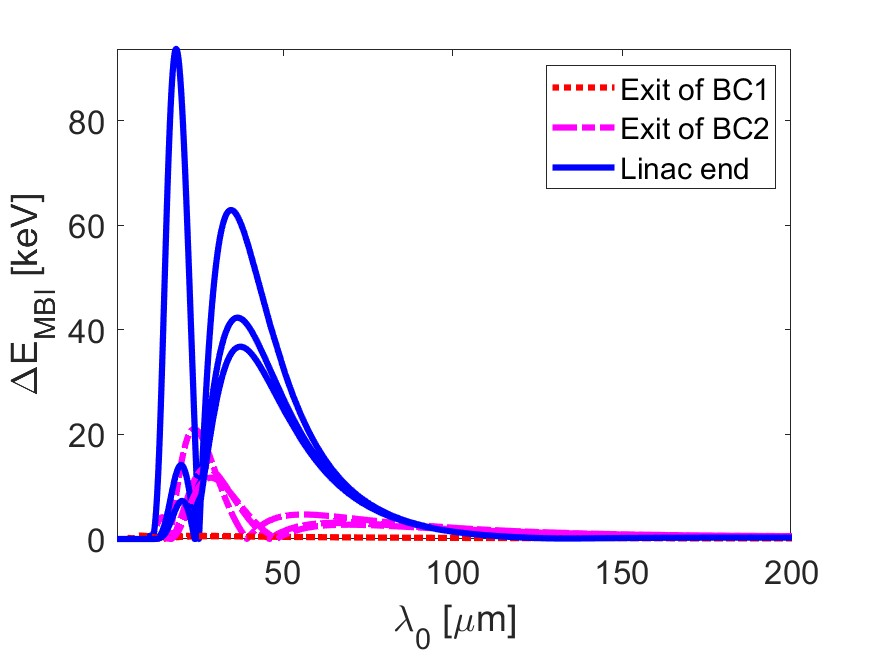 Exit of BC1
Exit of BC2
Linac end
ΔE_MBI [keV]
80
60
40
20
0
50 100 150 200
λ_0 [μm]